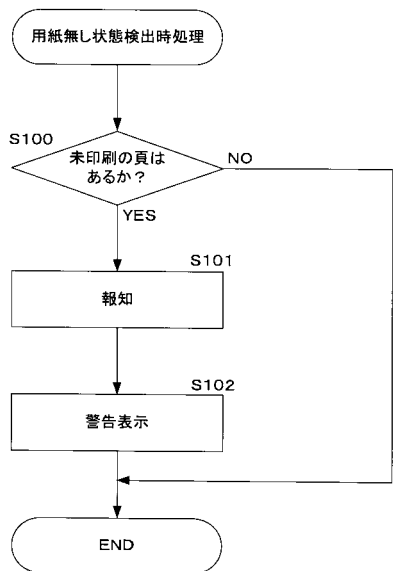 用紙無し状態検出時処理
S100
未印刷の頁は
あるか？
NO
YES
S101
報知
S102
警告表示
END